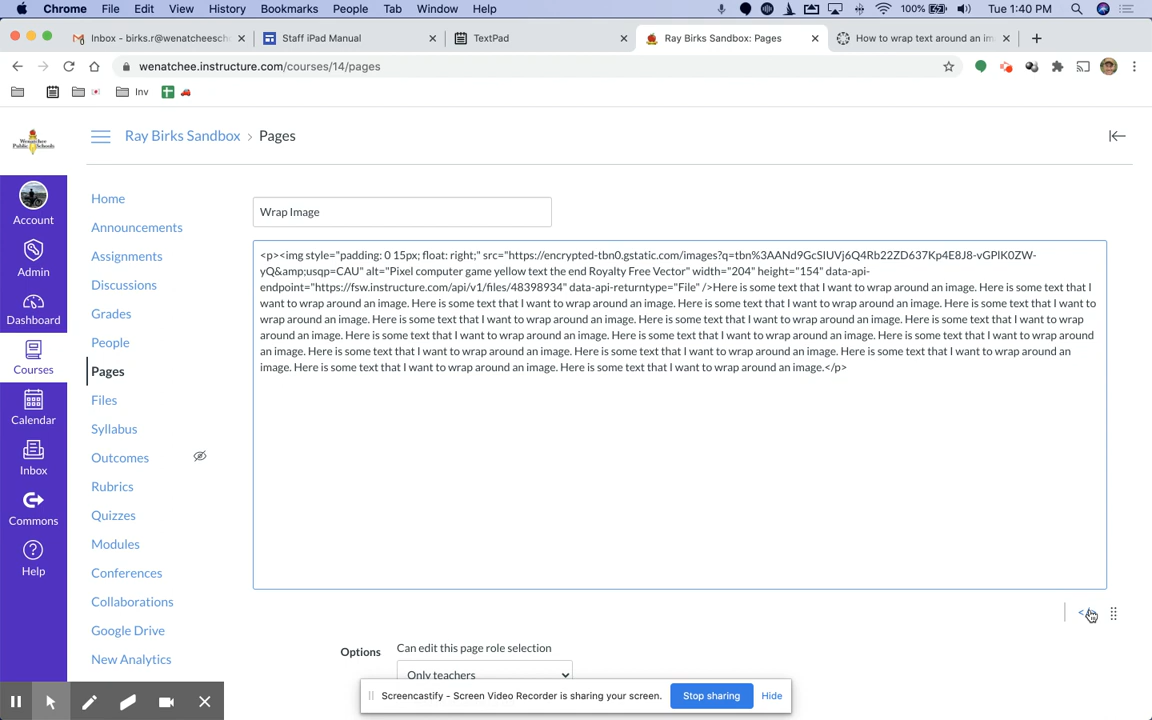 Chrome File Edit View History Bookmarks People Tab Window Help 100% Tue 1:40 PM
Inbox - birks.r@wenatcheesch
Staff iPad Manual
TextPad
Ray Birks Sandbox: Pages
How to wrap text around an im
wenatchee.instructure.com/courses/14/pages
Inv
Wenatchee
Public Schools
Ray Birks Sandbox > Pages
Account
Admin
Dashboard
Courses
Calendar
Inbox
Commons
Help
Home
Announcements
Assignments
Discussions
Grades
People
Pages
Files
Syllabus
Outcomes
Rubrics
Quizzes
Modules
Conferences
Collaborations
Google Drive
New Analytics
Wrap Image
<p><img style="padding: 0 15px; float: right;" src="https://encrypted-tbn0.gstatic.com/images?q=tbn%3AANd9GcSIUVj6Q4Rb22ZD637Kp4E8J8-vGPIK0ZW-
yQ&amp;usqp=CAU" alt="Pixel computer game yellow text the end Royalty Free Vector" width="204" height="154" data-api-
endpoint="https://fsw.instructure.com/api/v1/files/48398934" data-api-returntype="File" />Here is some text that I want to wrap around an image. Here is some text that I
want to wrap around an image. Here is some text that I want to wrap around an image. Here is some text that I want to wrap around an image. Here is some text that I want to
wrap around an image. Here is some text that I want to wrap around an image. Here is some text that I want to wrap around an image. Here is some text that I want to wrap
around an image. Here is some text that I want to wrap around an image. Here is some text that I want to wrap around an image. Here is some text that I want to wrap around
an image. Here is some text that I want to wrap around an image. Here is some text that I want to wrap around an image. Here is some text that I want to wrap around an
image. Here is some text that I want to wrap around an image. Here is some text that I want to wrap around an image.</p>
Options
Can edit this page role selection
Only teachers
Screencastify - Screen Video Recorder is sharing your screen. Stop sharing Hide